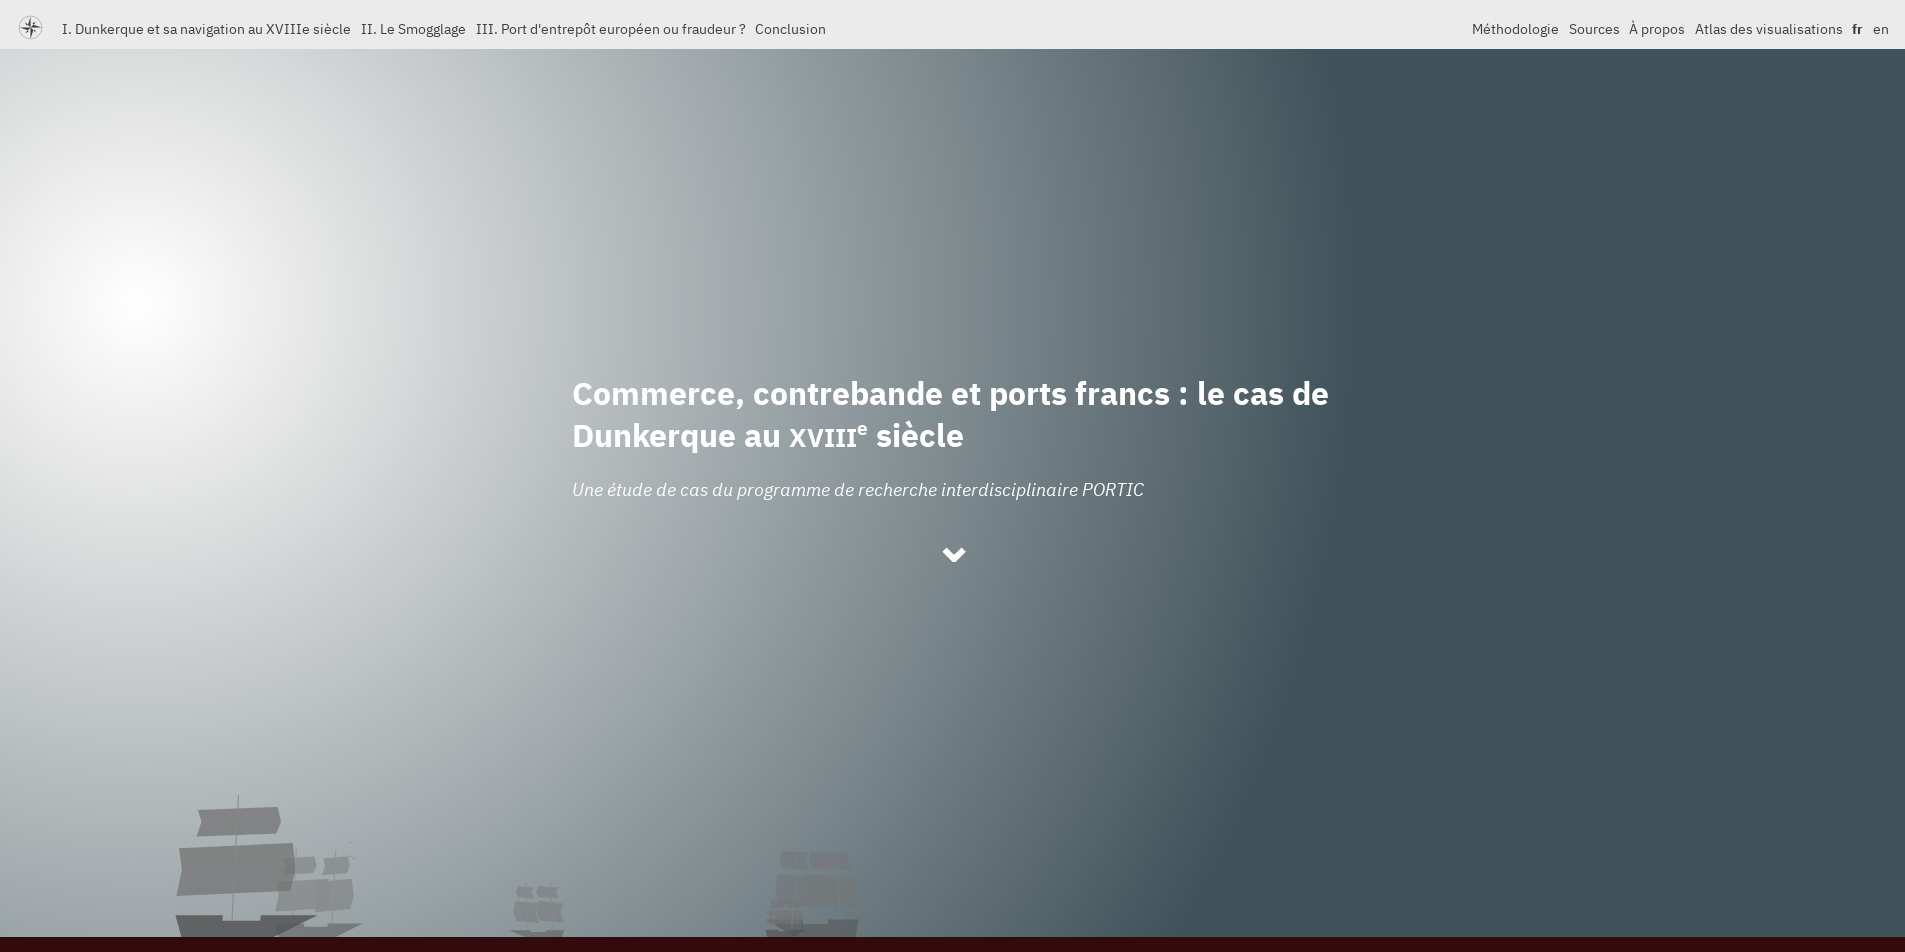 I. Dunkerque et sa navigation au XVIIIe siècle II. Le Smogglage III. Port d'entrepôt européen ou fraudeur ? Conclusion Méthodologie Sources À propos Atlas des visualisations fr en
Commerce, contrebande et ports francs : le cas de
Dunkerque au XVIIIe siècle
Une étude de cas du programme de recherche interdisciplinaire PORTIC